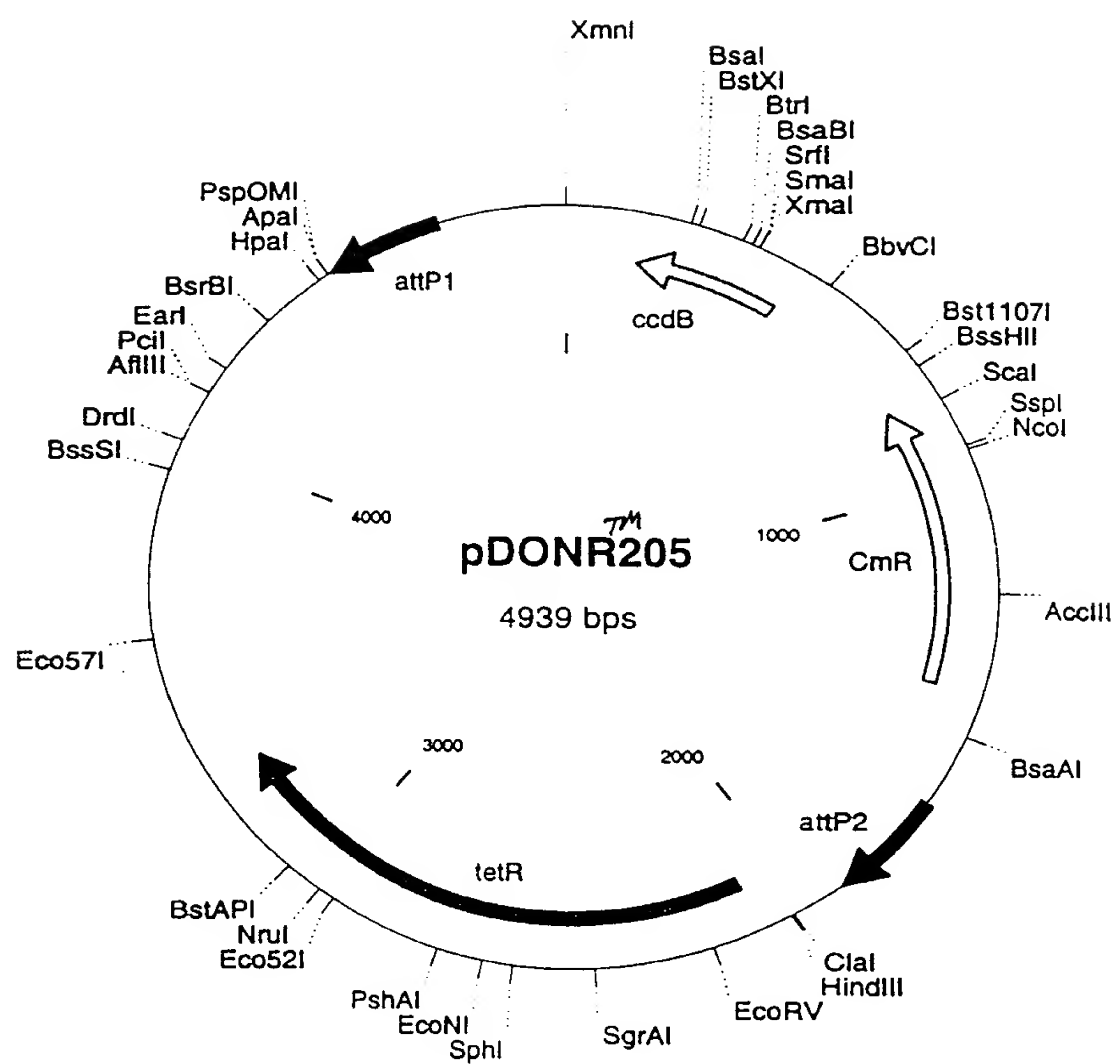 XmnI
BsaI
BstXI
BtrI
BsaBI
SrfI
SmaI
XmaI
BbvCI
Bst1107I
BssHII
ScaI
SspI
NcoI
AccIII
BsaAI
ClaI
HindIII
EcoRV
SgrAI
SphI
EcoNI
PshAI
Eco52I
NruI
BstAPI
Eco57I
BssSI
DrdI
AflIII
PciI
EarI
BsrBI
HpaI
ApaI
PspOMI
attP1
ccdB
CmR
attP2
tetR
1000
2000
3000
4000
TM
pDONR205
4939 bps